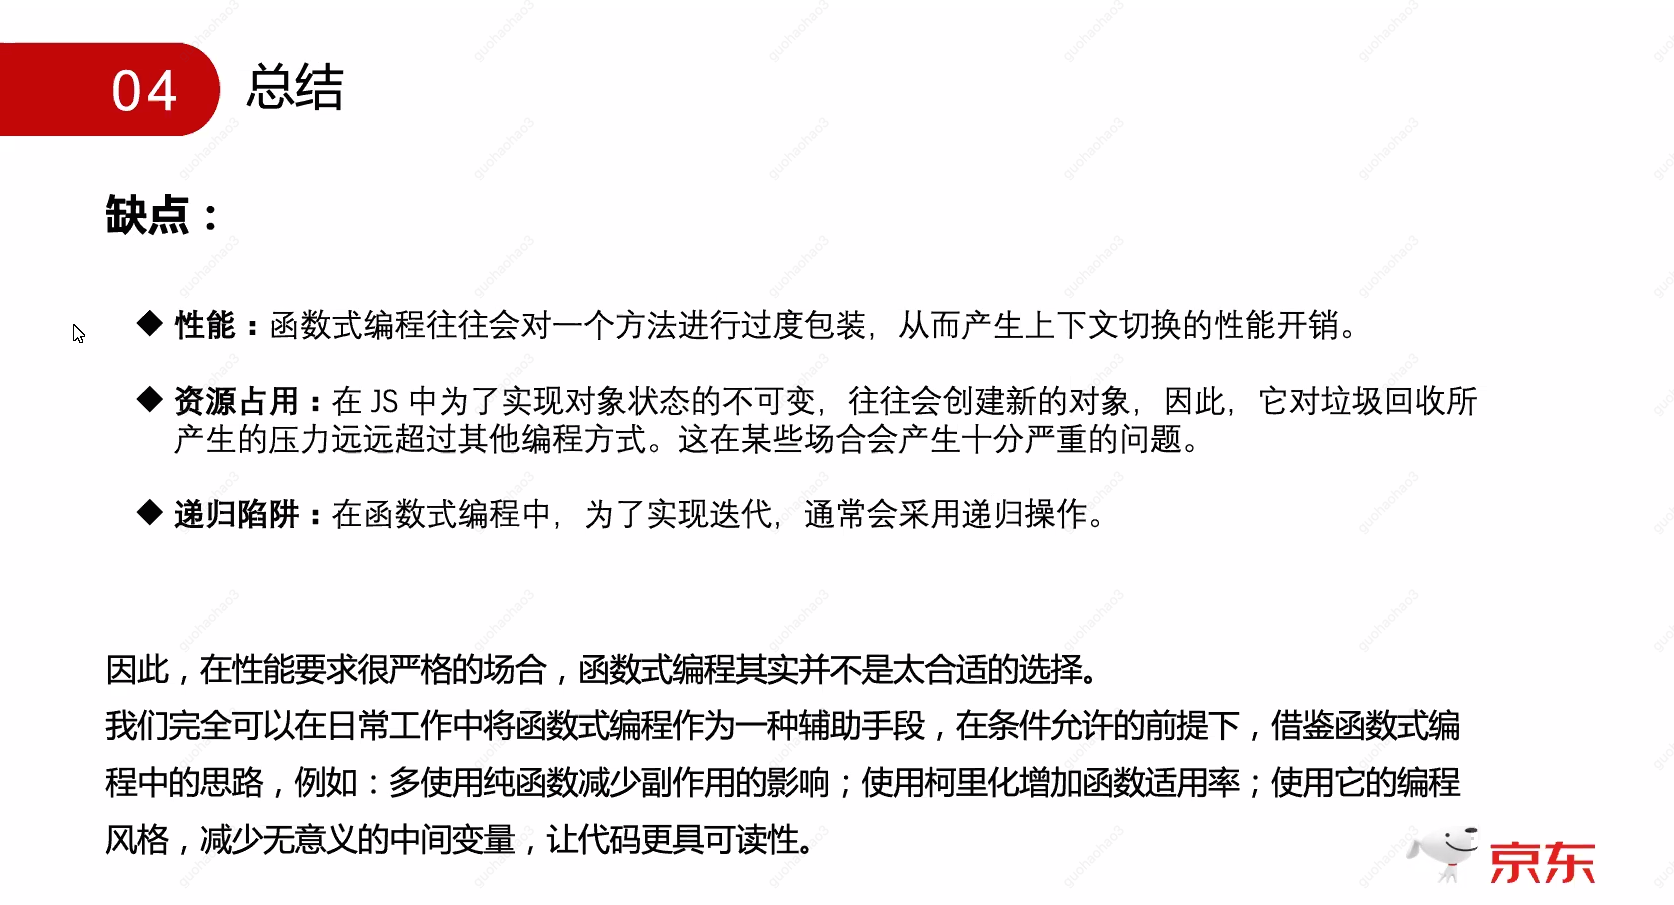 04 总结
缺点：
◆ 性能：函数式编程往往会对一个方法进行过度包装，从而产生上下文切换的性能开销。
◆ 资源占用：在 JS 中为了实现对象状态的不可变，往往会创建新的对象，因此，它对垃圾回收所
产生的压力远远超过其他编程方式。这在某些场合会产生十分严重的问题。
◆ 递归陷阱：在函数式编程中，为了实现迭代，通常会采用递归操作。
因此，在性能要求很严格的场合，函数式编程其实并不是太合适的选择。
我们完全可以在日常工作中将函数式编程作为一种辅助手段，在条件允许的前提下，借鉴函数式编
程中的思路，例如：多使用纯函数减少副作用的影响；使用柯里化增加函数适用率；使用它的编程
风格，减少无意义的中间变量，让代码更具可读性。
京东
guohaohao3